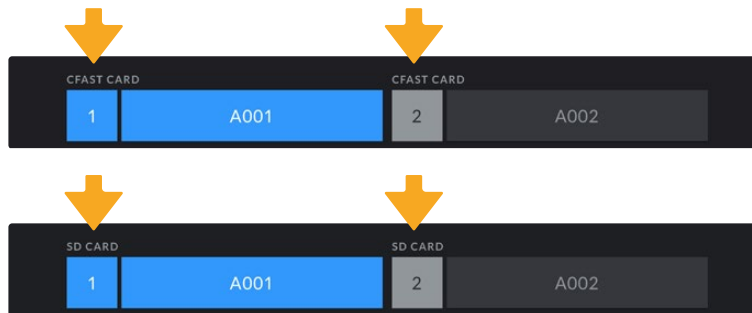 CFAST CARD CFAST CARD
1 A001 2 A002
SD CARD SD CARD
1 A001 2 A002